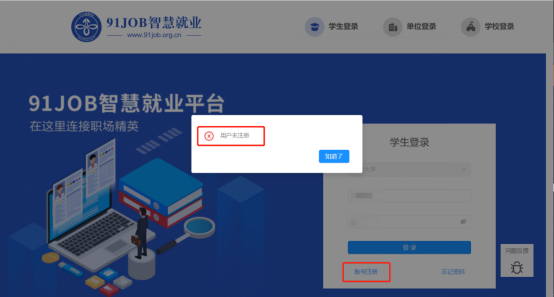 91JOB智慧就业
www.91job.org.cn
学生登录
单位登录
学校登录
91JOB智慧就业平台
在这里连接职场精英
用户未注册
知道了
学生登录
大学
登录
账号注册
忘记密码
问题反馈